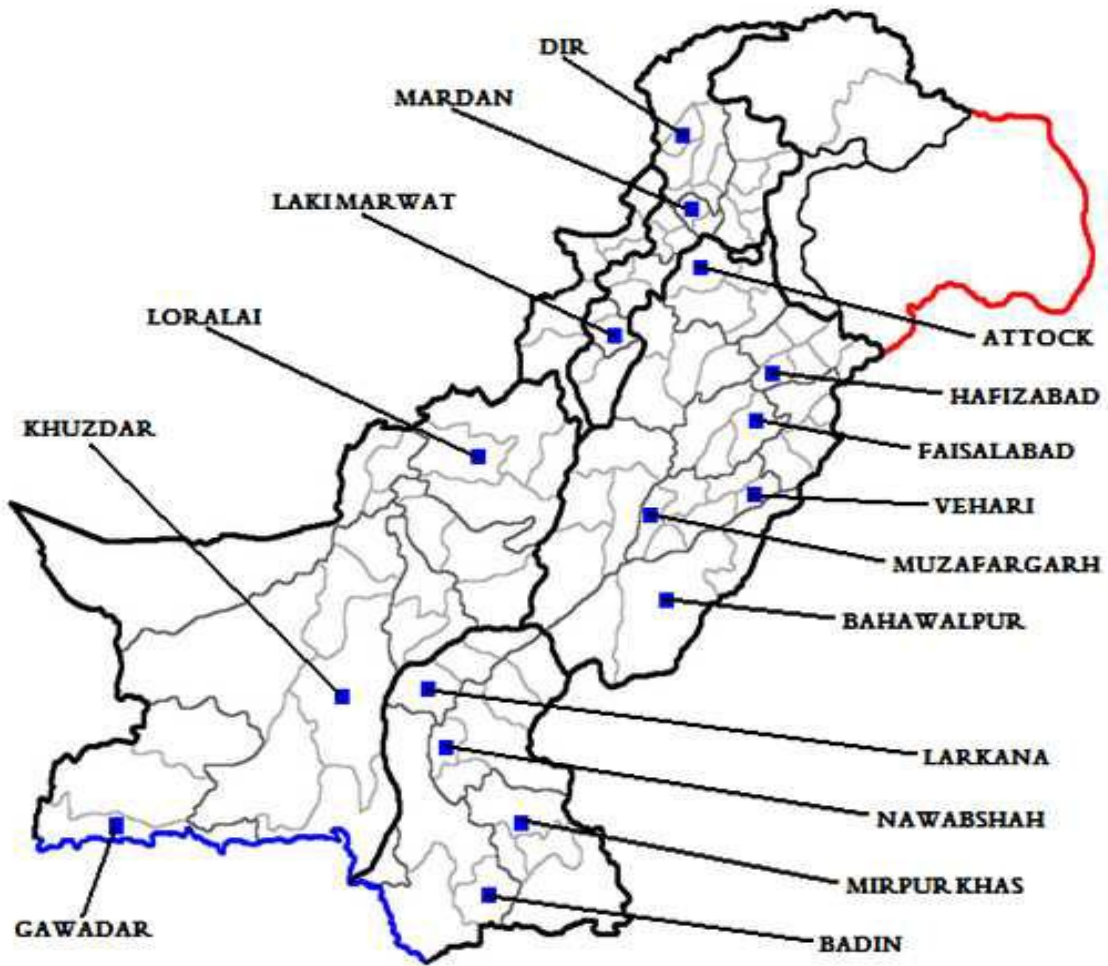 DIR
MARDAN
LAKIMARWAT
LORALAI
ATTOCK
HAFIZABAD
KHUZDAR
FAISALABAD
VEHARI
MUZAFARGARH
BAHAWALPUR
LARKANA
NAWABSHAH
MIRPUR KHAS
GAWADAR
BADIN